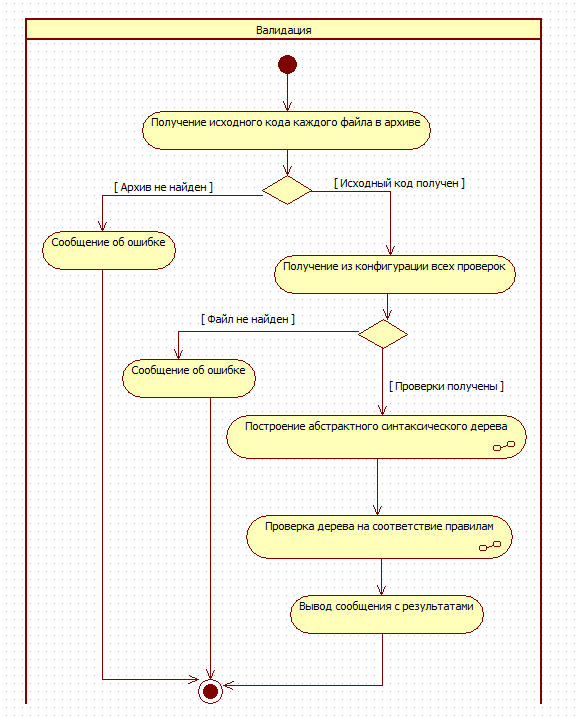 Валидация
Получение исходного кода каждого файла в архиве
[ Архив не найден ]
[ Исходный код получен ]
Сообщение об ошибке
Получение из конфигурации всех проверок
[ Файл не найден ]
Сообщение об ошибке
[ Проверки получены ]
Построение абстрактного синтаксического дерева
Проверка дерева на соответствие правилам
Вывод сообщения с результатами